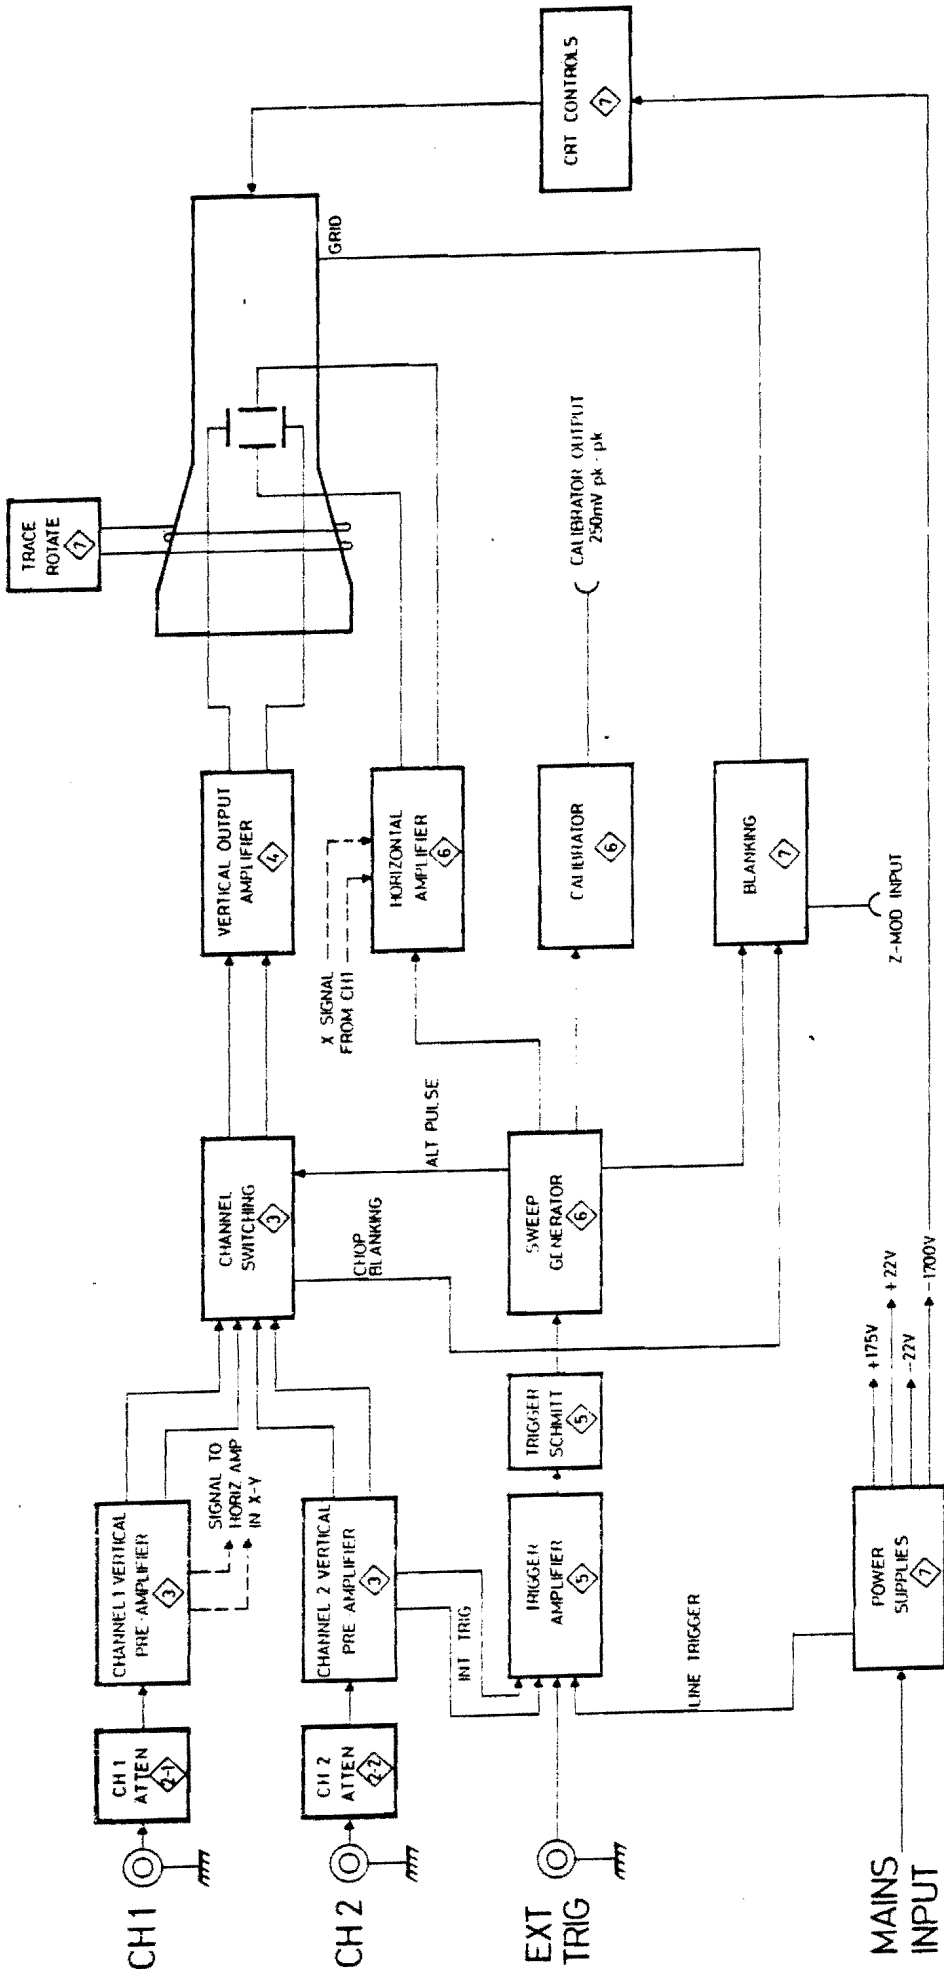 CH 1
CH 1
ATTEN
2-1
CHANNEL 1 VERTICAL
PRE-AMPLIFIER
3
SIGNAL TO
HORIZ AMP
IN X-Y
CH 2
CH 2
ATTEN
2-2
CHANNEL 2 VERTICAL
PRE-AMPLIFIER
3
INT TRIG
CHANNEL
SWITCHING
3
CHOP
BLANKING
ALT PULSE
VERTICAL OUTPUT
AMPLIFIER
4
X SIGNAL
FROM CH1
HORIZONTAL
AMPLIFIER
6
TRACE
ROTATE
7
GRID
EXT
TRIG
TRIGGER
AMPLIFIER
5
TRIGGER
SCHMITT
5
SWEEP
GENERATOR
6
CALIBRATOR
6
CALIBRATOR OUTPUT
250mV pk - pk
CRT CONTROLS
7
LINE TRIGGER
BLANKING
7
Z-MOD INPUT
MAINS
INPUT
POWER
SUPPLIES
7
+175V
+22V
-22V
-1700V